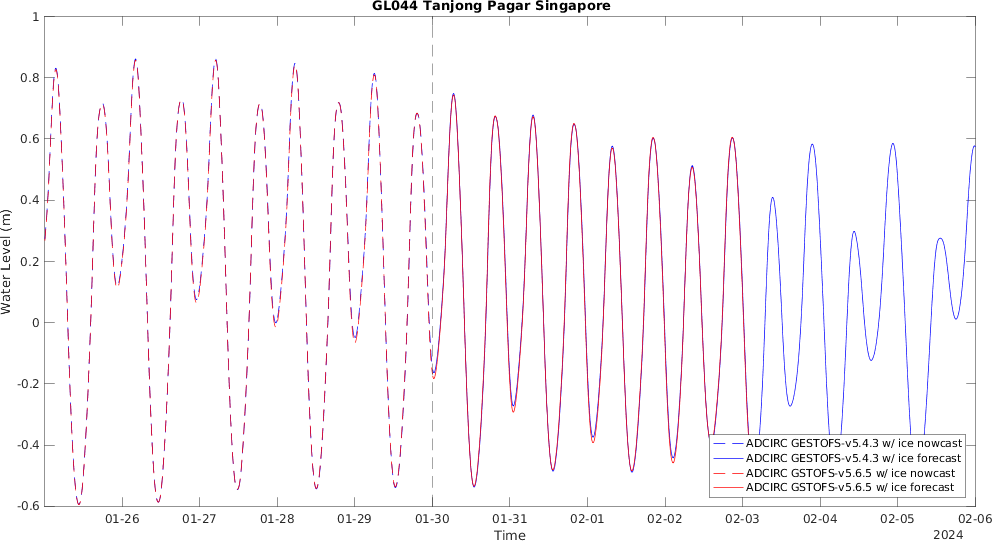 GL044 Tanjong Pagar Singapore
1
0.8
0.6
0.4
0.2
0
-0.2
-0.4
-0.6
Water Level (m)
ADCIRC GESTOFS-v5.4.3 w/ ice nowcast
ADCIRC GESTOFS-v5.4.3 w/ ice forecast
ADCIRC GSTOFS-v5.6.5 w/ ice nowcast
ADCIRC GSTOFS-v5.6.5 w/ ice forecast
01-26 01-27 01-28 01-29 01-30 01-31 02-01 02-02 02-03 02-04 02-05 02-06
Time
2024